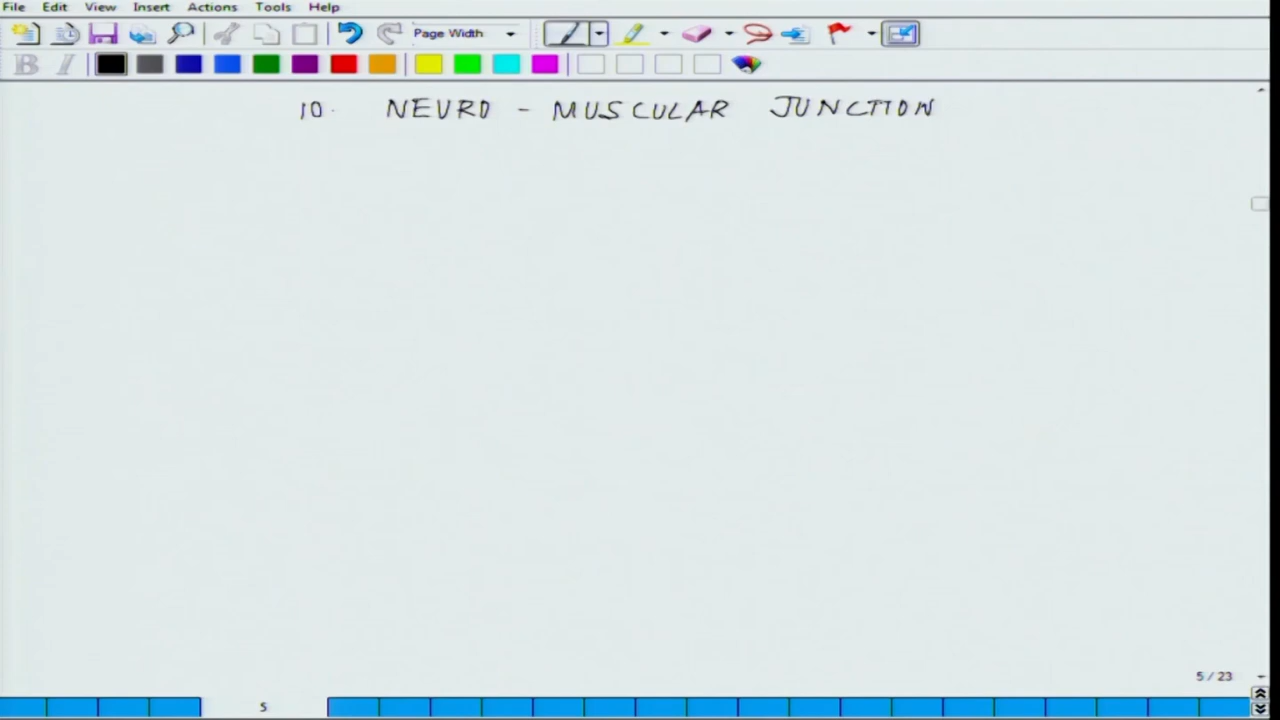 File Edit View Insert Actions Tools Help
Page Width
B I
10. NEURO - MUSCULAR JUNCTION
5 / 23
5